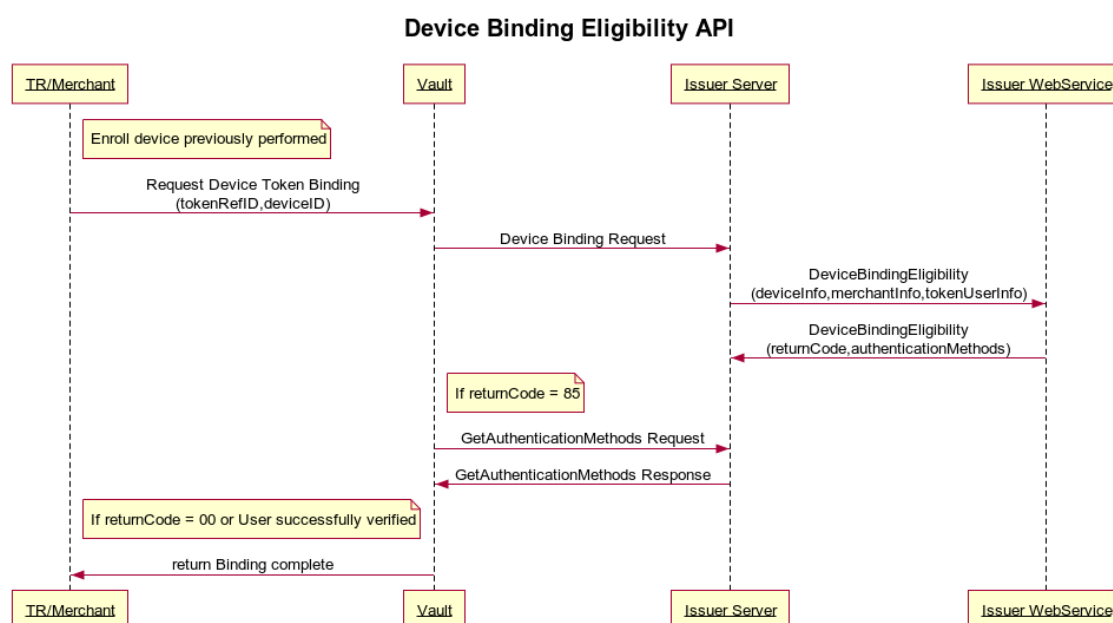 Device Binding Eligibility API
TR/Merchant
Vault
Issuer Server
Issuer WebService
Enroll device previously performed
Request Device Token Binding
(tokenRefID,deviceID)
Device Binding Request
DeviceBindingEligibility
(deviceInfo,merchantInfo,tokenUserInfo)
DeviceBindingEligibility
(returnCode,authenticationMethods)
If returnCode = 85
GetAuthenticationMethods Request
GetAuthenticationMethods Response
If returnCode = 00 or User successfully verified
return Binding complete
TR/Merchant
Vault
Issuer Server
Issuer WebService